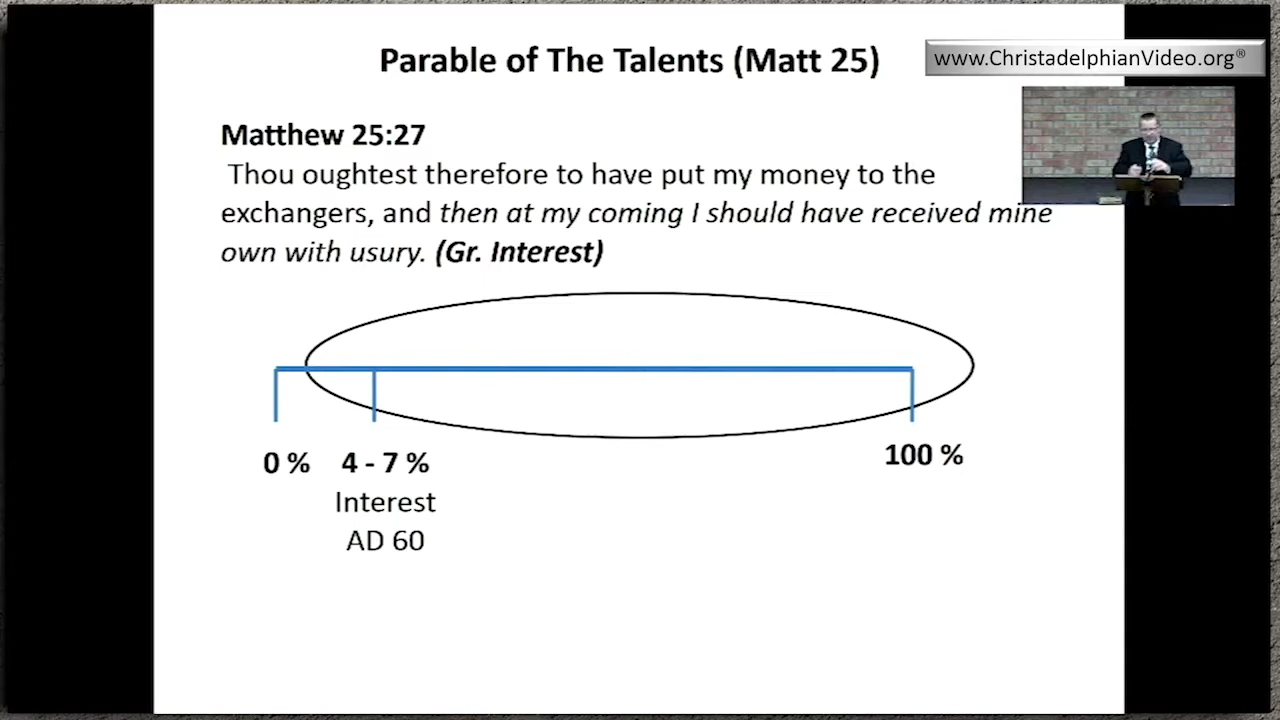 Parable of The Talents (Matt 25)
www.ChristadelphianVideo.org®
Matthew 25:27
Thou oughtest therefore to have put my money to the
exchangers, and then at my coming I should have received mine
own with usury. (Gr. Interest)
0 %
4 - 7 %
Interest
AD 60
100 %